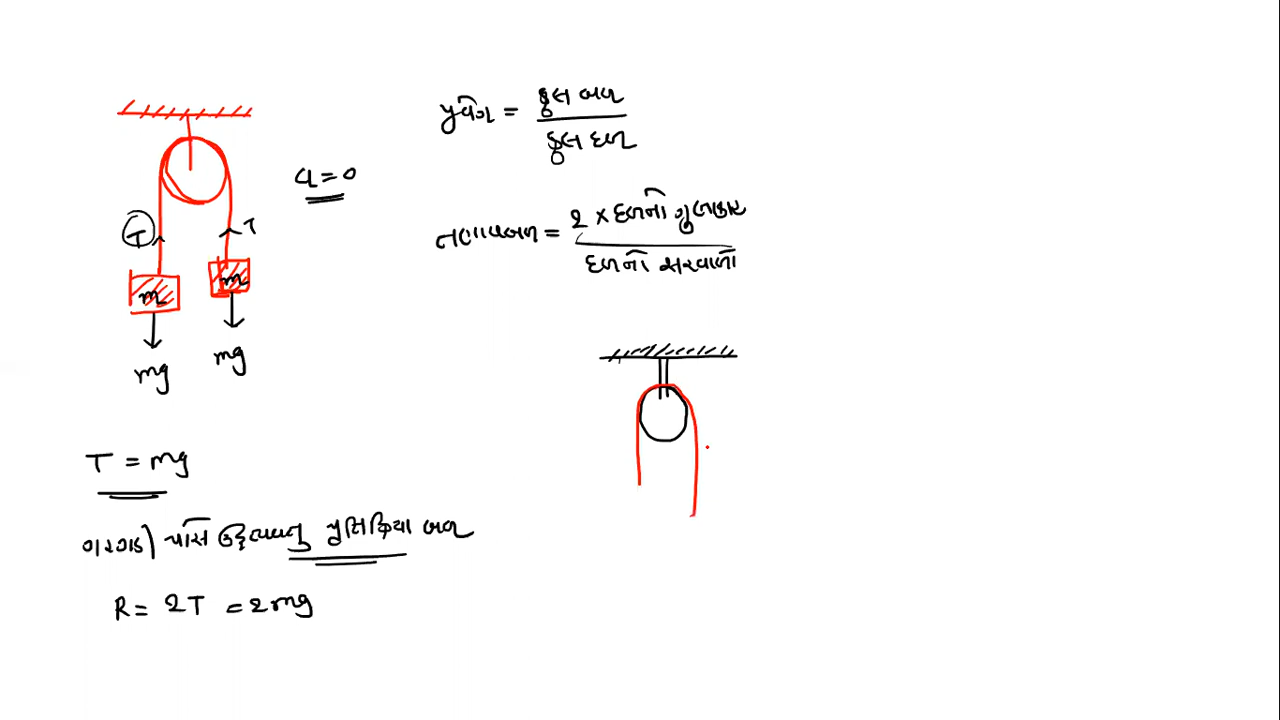 a = 0
T
T
m
m
mg
mg
T = mg
ગરગડી પાસે ઉદ્ભવતુ પ્રતિક્રિયા બળ
R = 2T = 2mg
પ્રવેગ = કુલ બળ
કુલ દળ
તણાવબળ = 2 × દળનો ગુણાકાર
દળનો સરવાળો